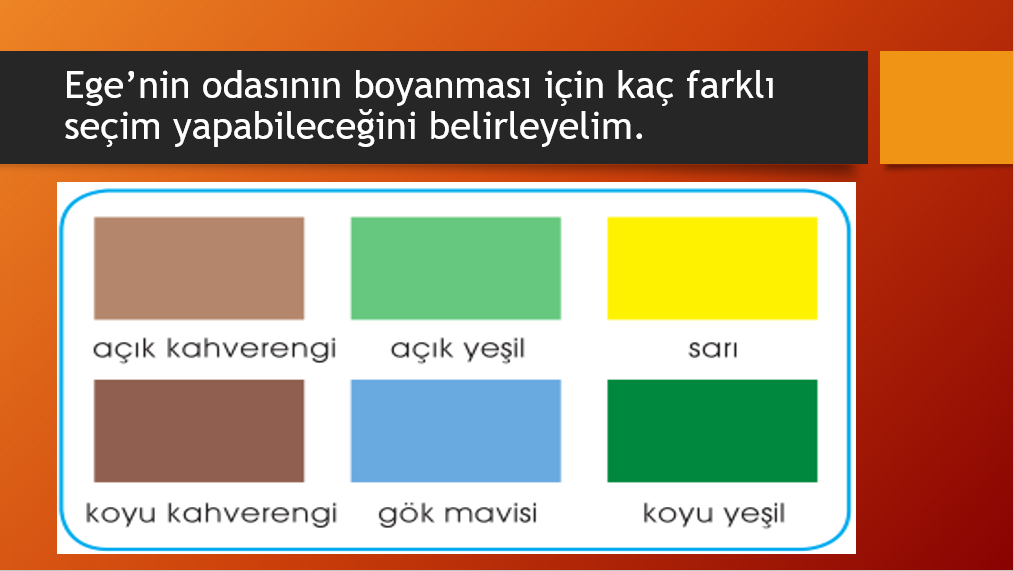 Ege’nin odasının boyanması için kaç farklı
seçim yapabileceğini belirleyelim.
açık kahverengi açık yeşil sarı
koyu kahverengi gök mavisi koyu yeşil